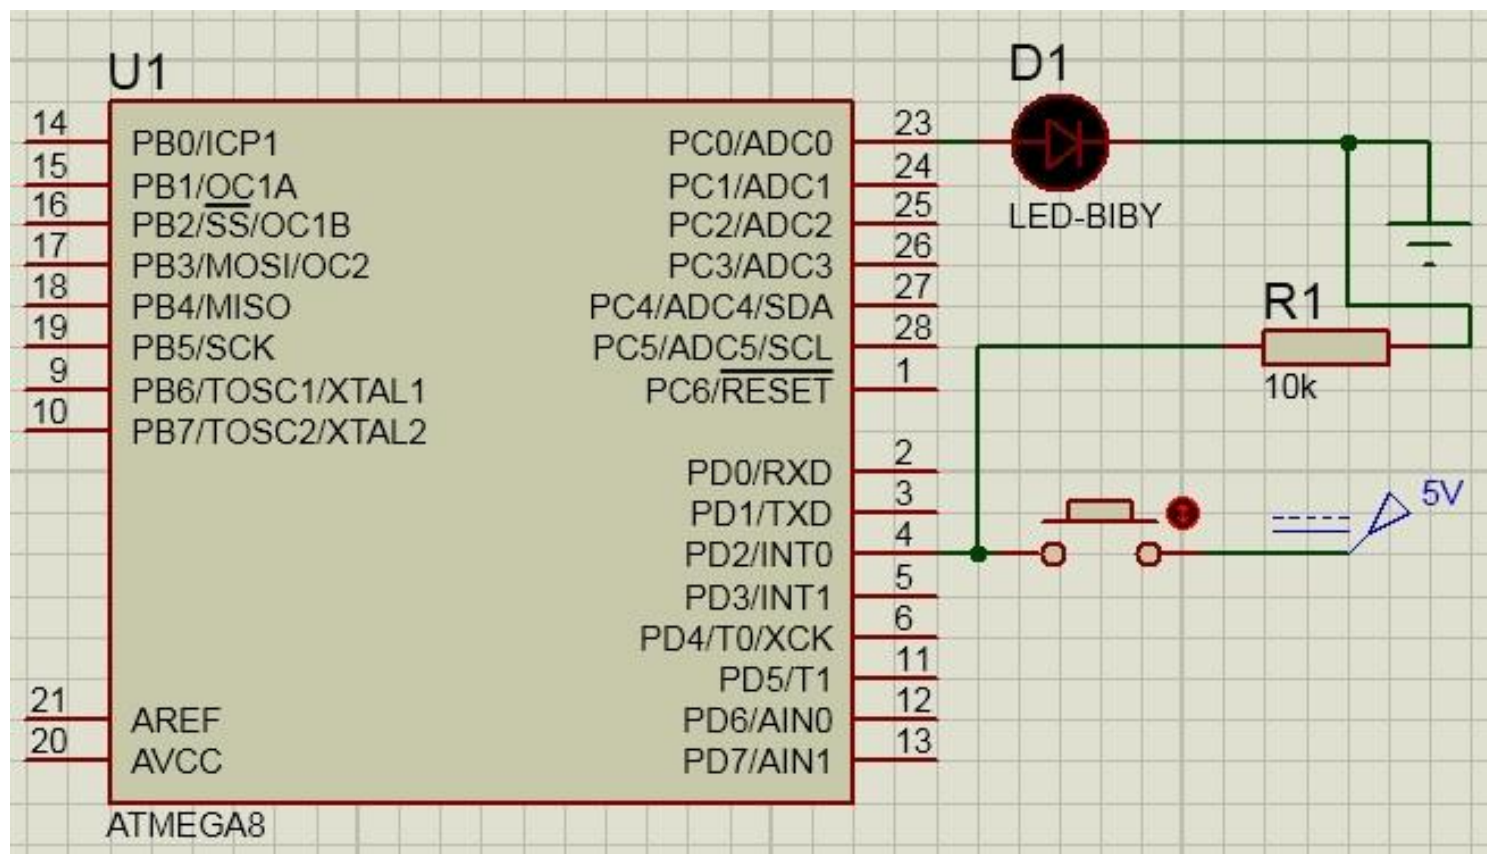 U1
D1
14
PB0/ICP1
15
PB1/OC1A
16
PB2/SS/OC1B
17
PB3/MOSI/OC2
18
PB4/MISO
19
PB5/SCK
9
PB6/TOSC1/XTAL1
10
PB7/TOSC2/XTAL2
21
AREF
20
AVCC
PC0/ADC0
23
PC1/ADC1
24
PC2/ADC2
25
PC3/ADC3
26
PC4/ADC4/SDA
27
PC5/ADC5/SCL
28
PC6/RESET
1
PD0/RXD
2
PD1/TXD
3
PD2/INT0
4
PD3/INT1
5
PD4/T0/XCK
6
PD5/T1
11
PD6/AIN0
12
PD7/AIN1
13
ATMEGA8
LED-BIBY
R1
10k
5V